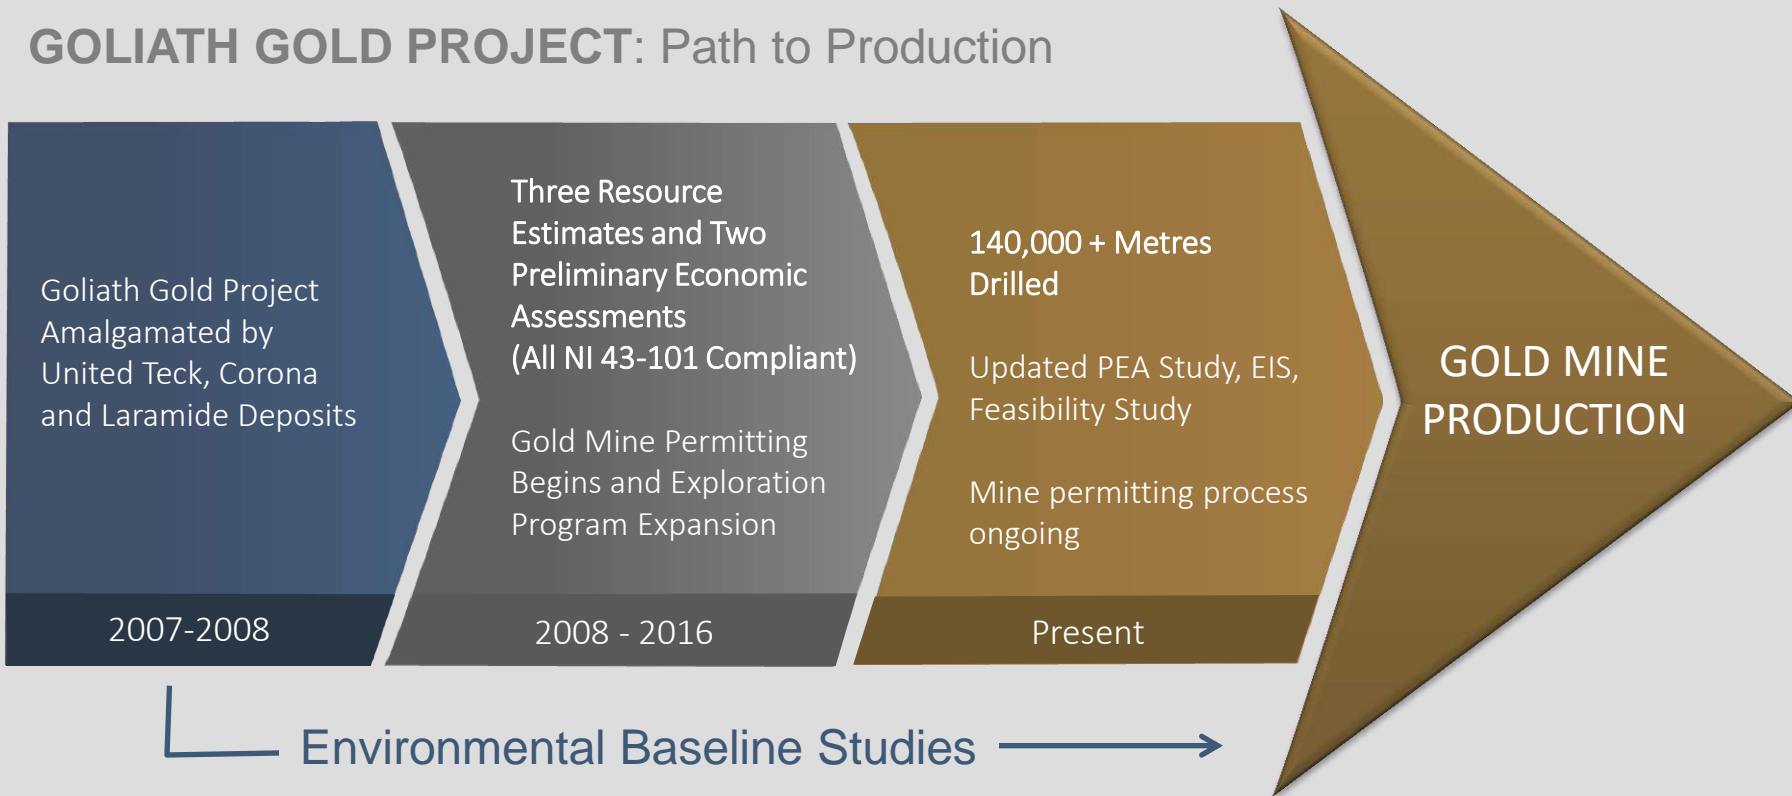 GOLIATH GOLD PROJECT: Path to Production
Goliath Gold Project
Amalgamated by
United Teck, Corona
and Laramide Deposits
2007-2008
Three Resource
Estimates and Two
Preliminary Economic
Assessments
(All NI 43-101 Compliant)
Gold Mine Permitting
Begins and Exploration
Program Expansion
2008 - 2016
140,000 + Metres
Drilled
Updated PEA Study, EIS,
Feasibility Study
Mine permitting process
ongoing
Present
GOLD MINE
PRODUCTION
Environmental Baseline Studies